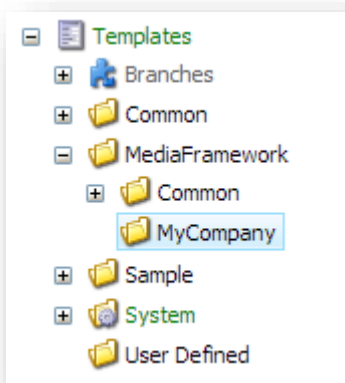 Templates
Branches
Common
MediaFramework
Common
MyCompany
Sample
System
User Defined